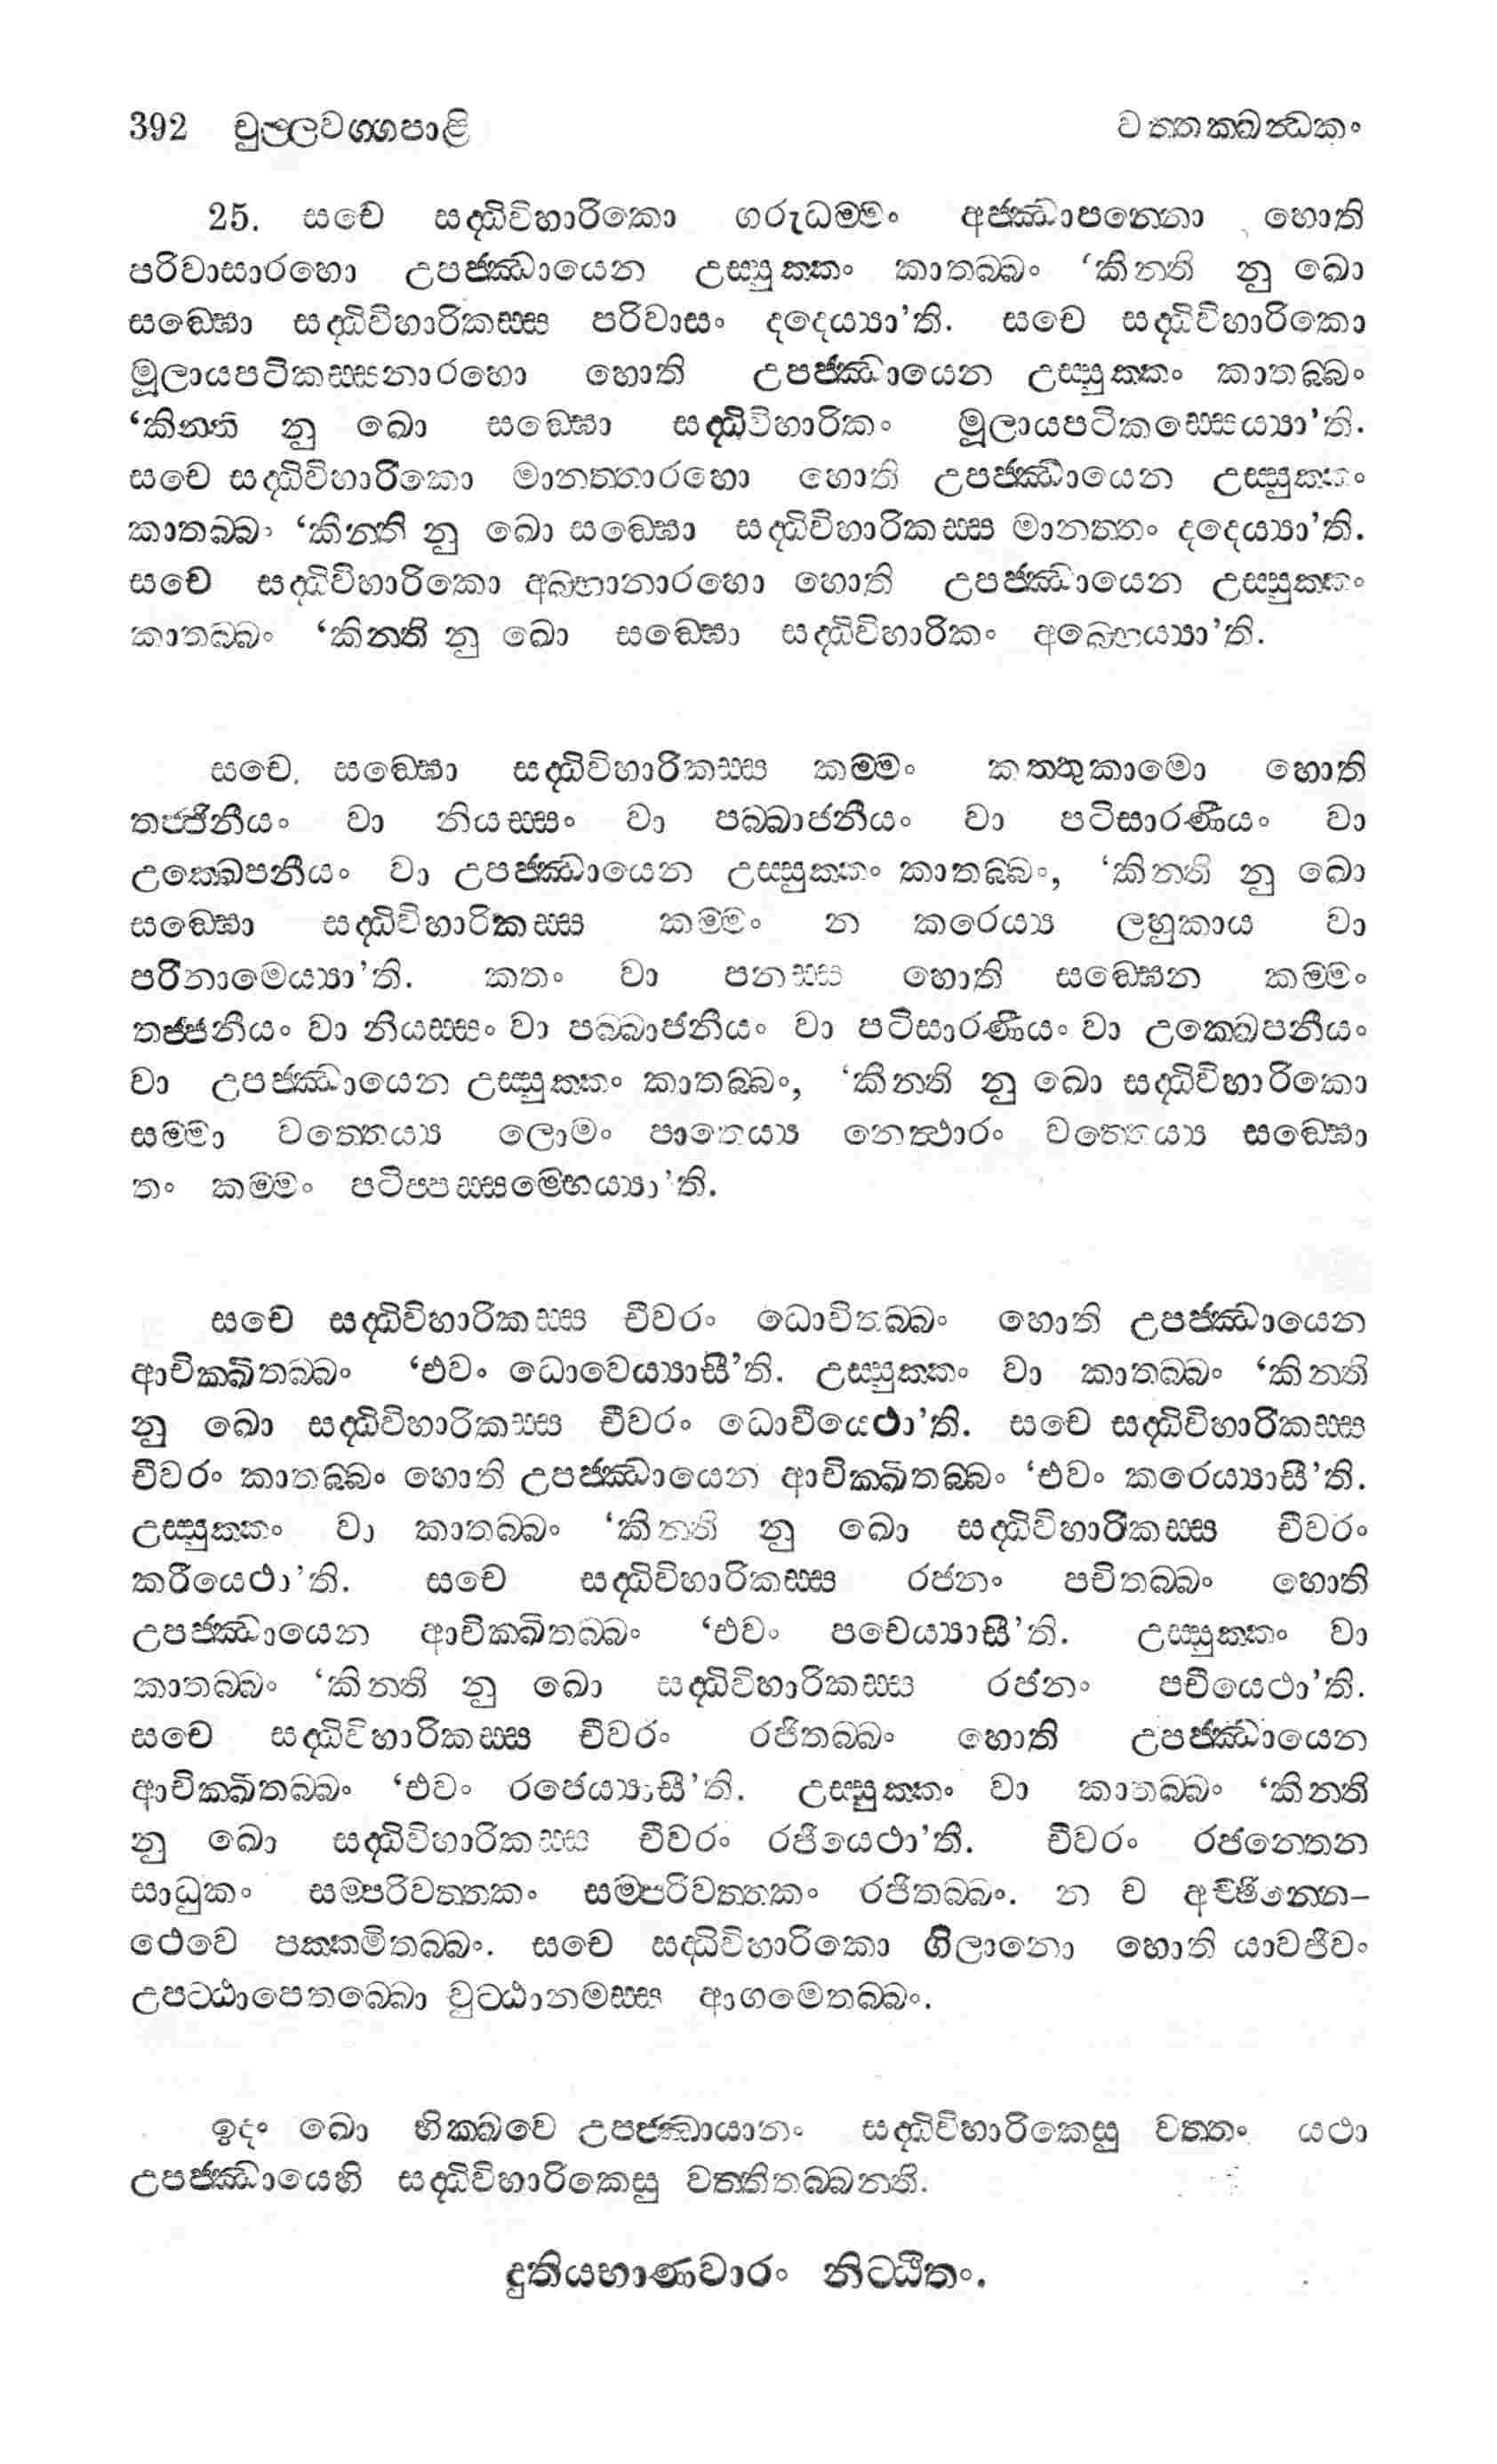 392 චුල්ලවග්ගපාළි වත්තක්ඛන්ධකං
25. සචෙ සද්ධිවිහාරිකො ගරුධම්මං අජ්ඣාපන්නො හොති
පරිවාසාරහො උපජ්ඣායෙන උස්සුක්කං කාතබ්බං ‘කින්ති නු ඛො
සඞ්ඝො සද්ධිවිහාරිකස්ස පරිවාසං දදෙය්‍යා’ති. සචෙ සද්ධිවිහාරිකො
මූලායපටිකස්සනාරහො හොති උපජ්ඣායෙන උස්සුක්කං කාතබ්බං
‘කින්ති නු ඛො සඞ්ඝො සද්ධිවිහාරිකං මූලායපටිකස්සෙය්‍යා’ති.
සචෙ සද්ධිවිහාරිකො මානත්තාරහො හොති උපජ්ඣායෙන උස්සුක්කං
කාතබ්බං ‘කින්ති නු ඛො සඞ්ඝො සද්ධිවිහාරිකස්ස මානත්තං දදෙය්‍යා’ති.
සචෙ සද්ධිවිහාරිකො අබ්භානාරහො හොති උපජ්ඣායෙන උස්සුක්කං
කාතබ්බං ‘කින්ති නු ඛො සඞ්ඝො සද්ධිවිහාරිකං අබ්භෙය්‍යා’ති.
සචෙ. සඞ්ඝො සද්ධිවිහාරිකස්ස කම්මං කත්තුකාමො හොති
තජ්ජිනීයං වා නියස්සං වා පබ්බාජනීයං වා පටිසාරණීයං වා
උක්ඛෙපනීයං වා උපජ්ඣායෙන උස්සුක්කං කාතබ්බං, ‘කින්ති නු ඛො
සඞ්ඝො සද්ධිවිහාරිකස්ස කම්මං න කරෙය්‍ය ලහුකාය වා
පරිනාමෙය්‍යා’ති. කතං වා පනස්ස හොති සඞ්ඝෙන කම්මං
තජ්ජනීයං වා නියස්සං වා පබ්බාජනීයං වා පටිසාරණීයං වා උක්ඛෙපනීයං
වා උපජ්ඣායෙන උස්සුක්කං කාතබ්බං, ‘කින්ති නු ඛො සද්ධිවිහාරිකො
සම්මා වත්තෙය්‍ය ලොමං පාතෙය්‍ය නෙත්ථාරං වත්තෙය්‍ය සඞ්ඝො
තං කම්මං පටිප්පස්සම්භෙය්‍යා’ති.
සචෙ සද්ධිවිහාරිකස්ස චීවරං ධොවිතබ්බං හොති උපජ්ඣායෙන
ආචික්ඛිතබ්බං ‘එවං ධොවෙය්‍යාසී’ති. උස්සුක්කං වා කාතබ්බං ‘කින්ති
නු ඛො සද්ධිවිහාරිකස්ස චීවරං ධොවීයෙථා’ති. සචෙ සද්ධිවිහාරිකස්ස
චීවරං කාතබ්බං හොති උපජ්ඣායෙන ආචික්ඛිතබ්බං ‘එවං කරෙය්‍යාසී’ති.
උස්සුක්කං වා කාතබ්බං ‘කින්ති නු ඛො සද්ධිවිහාරිකස්ස චීවරං
කරීයෙථා’ති. සචෙ සද්ධිවිහාරිකස්ස රජනං පචිතබ්බං හොති
උපජ්ඣායෙන ආචික්ඛිතබ්බං ‘එවං පචෙය්‍යාසී’ති. උස්සුක්කං වා
කාතබ්බං ‘කින්ති නු ඛො සද්ධිවිහාරිකස්ස රජනං පචීයෙථා’ති.
සචෙ සද්ධිවිහාරිකස්ස චීවරං රජිතබ්බං හොති උපජ්ඣායෙන
ආචික්ඛිතබ්බං ‘එවං රජෙය්‍යාසී’ති. උස්සුක්කං වා කාතබ්බං ‘කින්ති
නු ඛො සද්ධිවිහාරිකස්ස චීවරං රජීයෙථා’ති. චීවරං රජන්තෙන
සාධුකං සම්පරිවත්තකං සම්පරිවත්තකං රජිතබ්බං. න ච අච්ඡින්නෙ-
ථෙවෙ පක්කමිතබ්බං. සචෙ සද්ධිවිහාරිකො ගිලානො හොති යාවජීවං
උපට්ඨාපෙතබ්බො වුට්ඨානමස්ස ආගමෙතබ්බං.
ඉදං ඛො භික්ඛවෙ උපජ්ඣායානං සද්ධිවිහාරිකෙසු වත්තං යථා
උපජ්ඣායෙහි සද්ධිවිහාරිකෙසු වත්තිතබ්බන්ති.
දුතියභාණවාරං නිට්ඨිතං.